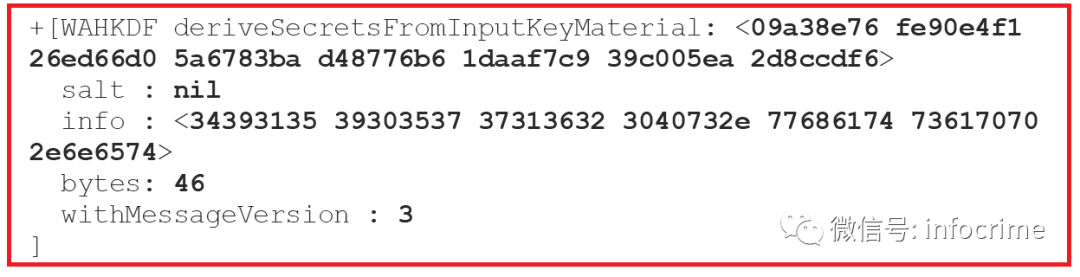 +[WAHKDF deriveSecretsFromInputKeyMaterial: <09a38e76 fe90e4f1
26ed66d0 5a6783ba d48776b6 1daaf7c9 39c005ea 2d8ccdf6>
salt : nil
info : <34393135 39303537 37313632 3040732e 77686174 73617070
2e6e6574>
bytes: 46
withMessageVersion : 3
微信号: infocrime
]